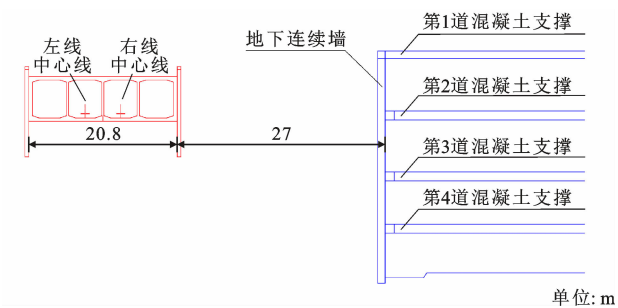 第1道混凝土支撑
左线
中心线
右线
中心线
地下连续墙
第2道混凝土支撑
20.8
27
第3道混凝土支撑
第4道混凝土支撑
单位: m